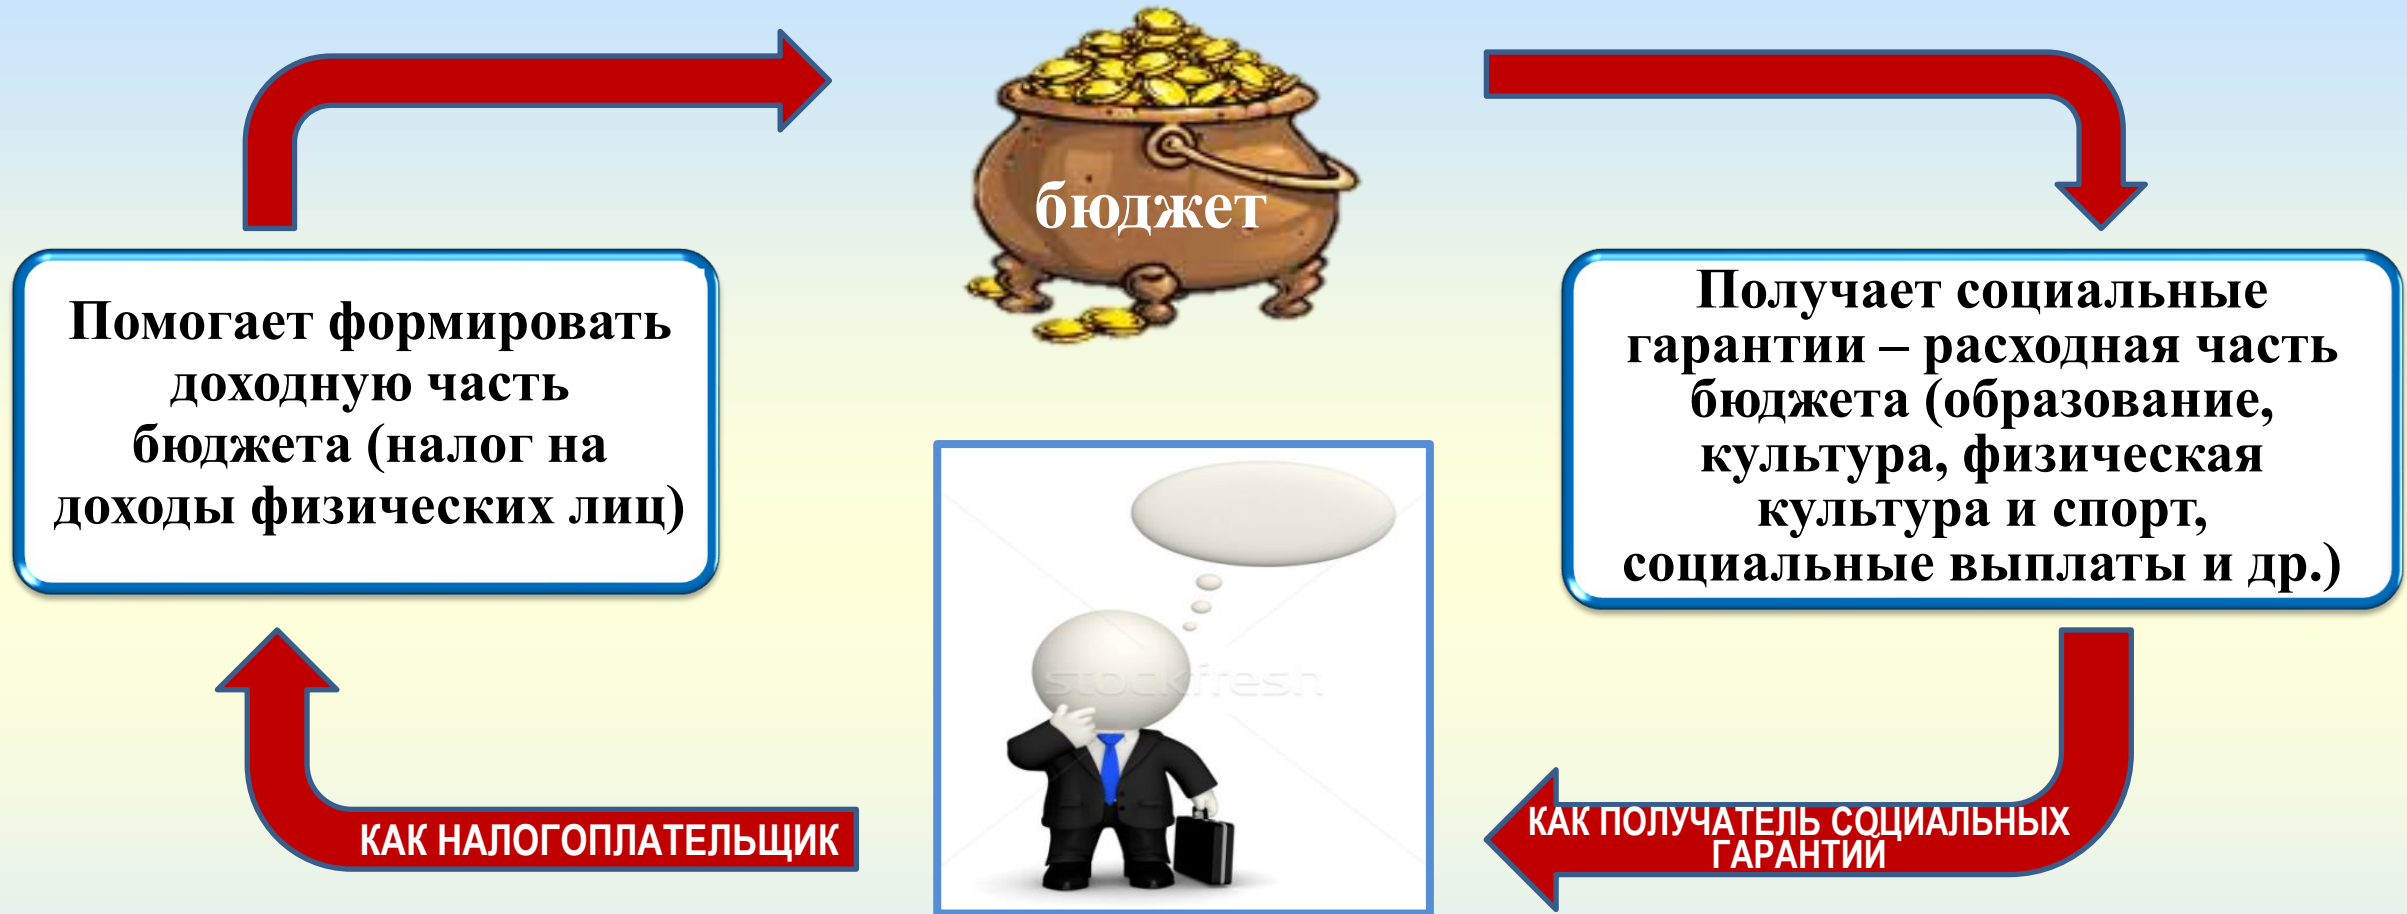 бюджет
Помогает формировать
доходную часть
бюджета (налог на
доходы физических лиц)
Получает социальные
гарантии – расходная часть
бюджета (образование,
культура, физическая
культура и спорт,
социальные выплаты и др.)
stockfresh
КАК НАЛОГОПЛАТЕЛЬЩИК
КАК ПОЛУЧАТЕЛЬ СОЦИАЛЬНЫХ
ГАРАНТИЙ